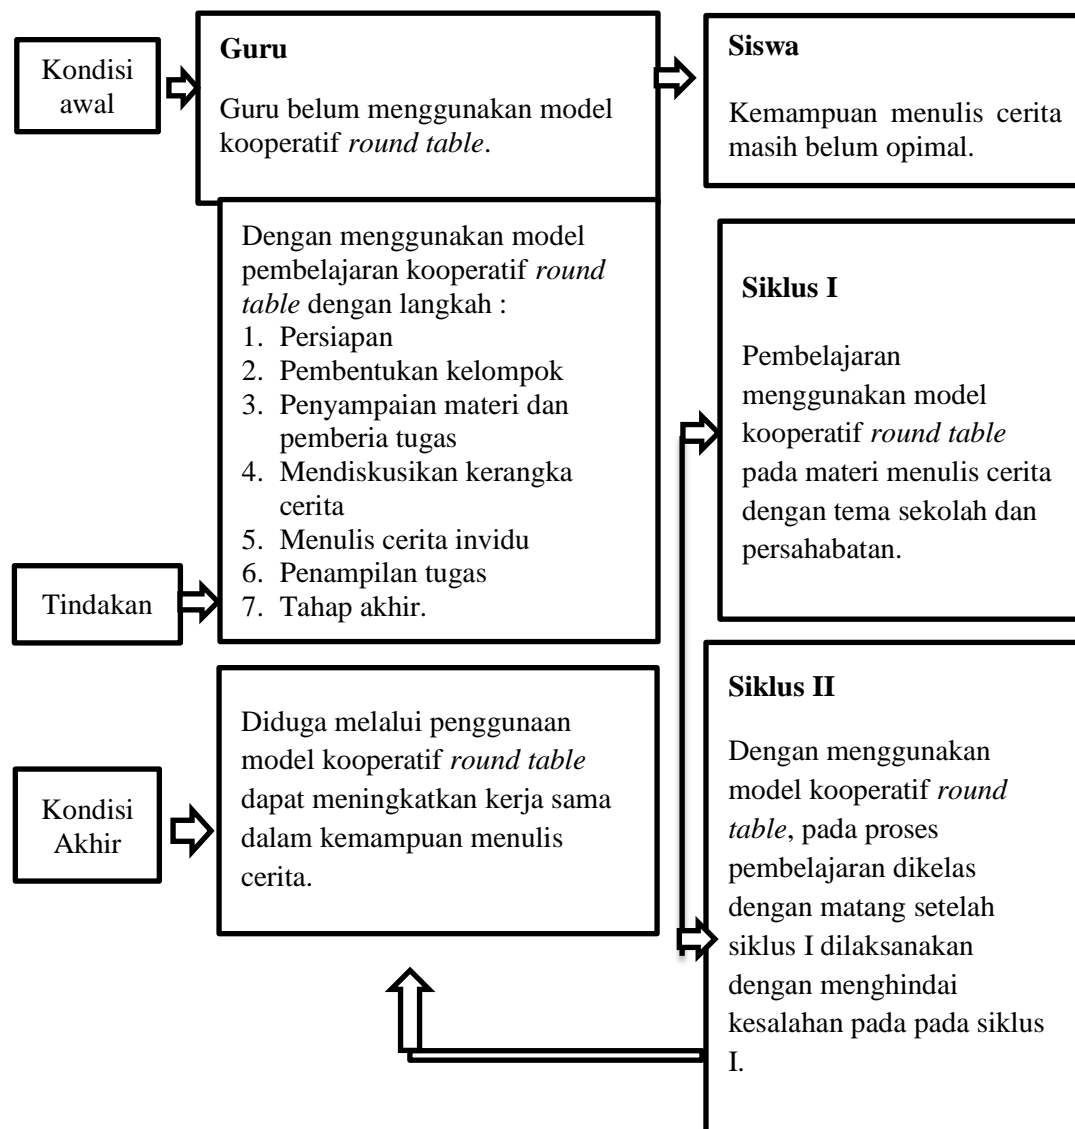 Kondisi
awal
Guru
Guru belum menggunakan model
kooperatif round table.
Siswa
Kemampuan menulis cerita
masih belum opimal.
Tindakan
Dengan menggunakan model
pembelajaran kooperatif round
table dengan langkah :
1. Persiapan
2. Pembentukan kelompok
3. Penyampaian materi dan
pemberia tugas
4. Mendiskusikan kerangka
cerita
5. Menulis cerita invidu
6. Penampilan tugas
7. Tahap akhir.
Siklus I
Pembelajaran
menggunakan model
kooperatif round table
pada materi menulis cerita
dengan tema sekolah dan
persahabatan.
Siklus II
Dengan menggunakan
model kooperatif round
table, pada proses
pembelajaran dikelas
dengan matang setelah
siklus I dilaksanakan
dengan menghindai
kesalahan pada pada siklus
I.
Kondisi
Akhir
Diduga melalui penggunaan
model kooperatif round table
dapat meningkatkan kerja sama
dalam kemampuan menulis
cerita.